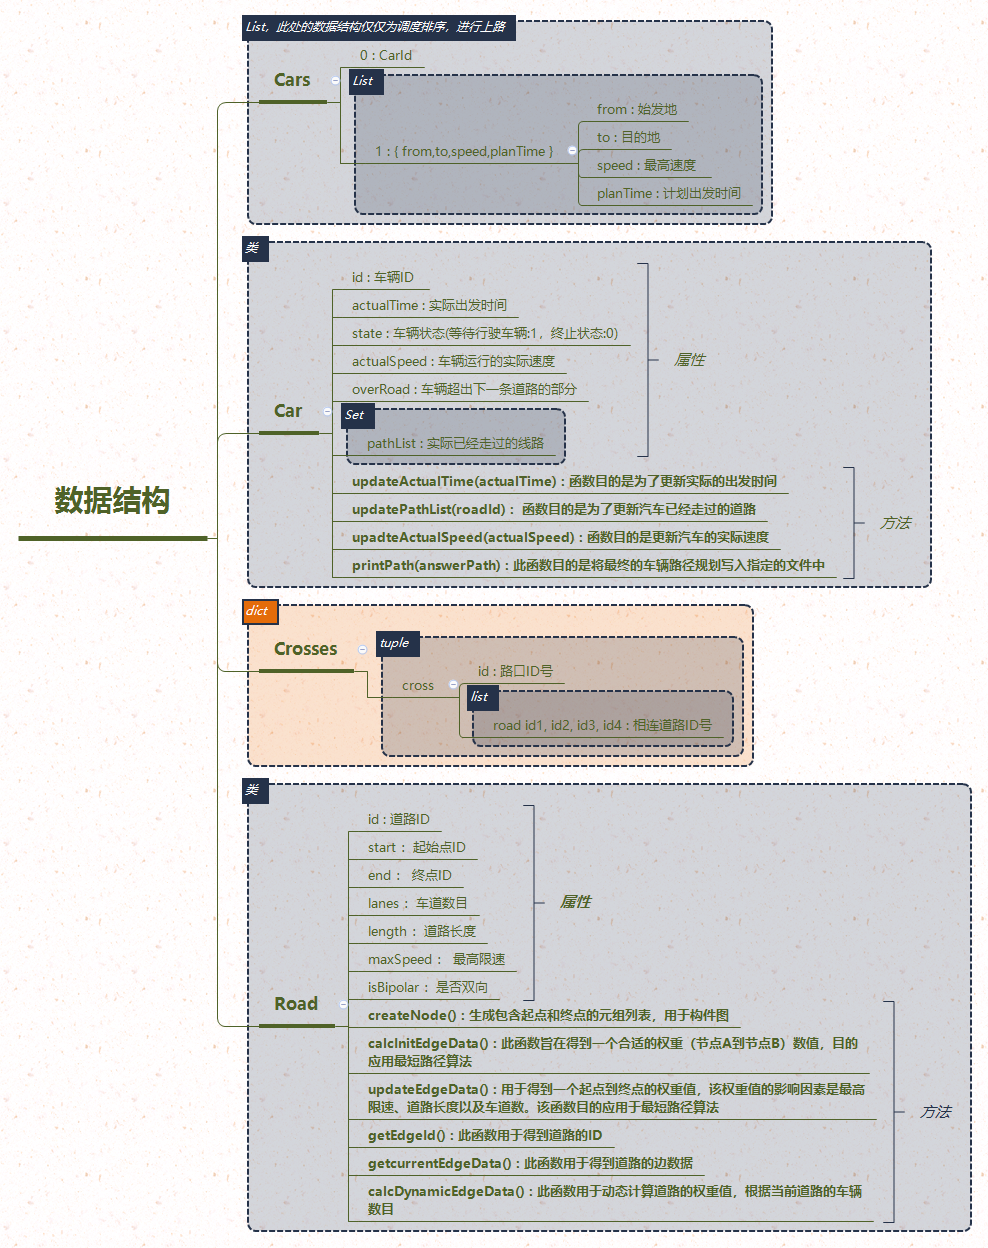 数据结构
List，此处的数据结构仅仅为调度排序，进行上路
Cars
0 : CarId
List
1 : { from,to,speed,planTime }
from : 始发地
to : 目的地
speed : 最高速度
planTime : 计划出发时间
类
Car
id : 车辆ID
actualTime : 实际出发时间
state : 车辆状态(等待行驶车辆:1，终止状态:0)
actualSpeed : 车辆运行的实际速度
overRoad : 车辆超出下一条道路的部分
Set
pathList : 实际已经走过的线路
属性
updateActualTime(actualTime) : 函数目的是为了更新实际的出发时间
updatePathList(roadId) : 函数目的是为了更新汽车已经走过的道路
upadteActualSpeed(actualSpeed) : 函数目的是更新汽车的实际速度
printPath(answerPath) : 此函数目的是将最终的车辆路径规划写入指定的文件中
方法
dict
Crosses
tuple
cross
id : 路口ID号
list
road id1, id2, id3, id4 : 相连道路ID号
类
Road
id : 道路ID
start : 起始点ID
end : 终点ID
lanes : 车道数目
length : 道路长度
maxSpeed : 最高限速
isBipolar : 是否双向
属性
createNode() : 生成包含起点和终点的元组列表，用于构件图
calcInitEdgeData() : 此函数旨在得到一个合适的权重（节点A到节点B）数值，目的
应用最短路径算法
updateEdgeData() : 用于得到一个起点到终点的权重值，该权重值的影响因素是最高
限速、道路长度以及车道数。该函数目的应用于最短路径算法
getEdgeId() : 此函数用于得到道路的ID
getcurrentEdgeData() : 此函数用于得到道路的边数据
calcDynamicEdgeData() : 此函数用于动态计算道路的权重值，根据当前道路的车辆
数目
方法